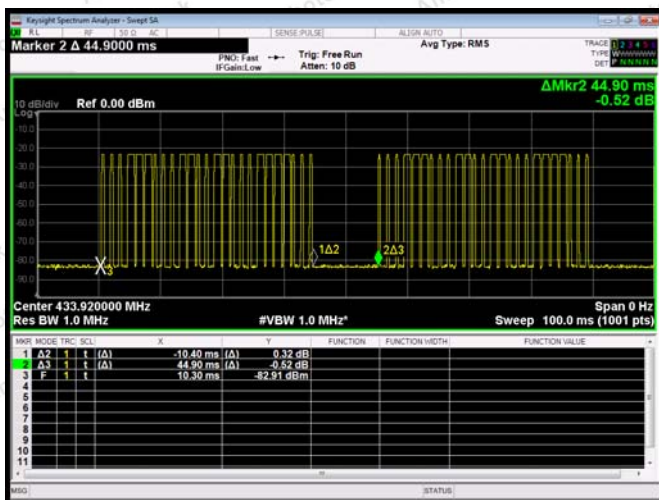 Keysight Spectrum Analyzer - Swept SA
RL RF 50 Ω AC SENSE:PULSE ALIGN AUTO
Marker 2 Δ 44.9000 ms
PNO: Fast Trig: Free Run Avg Type: RMS TRACE 1 2 3 4 5 6
IFGain:Low Atten: 10 dB TYPE WWWWWW
DET P N N N N N
ΔMkr2 44.90 ms
-0.52 dB
10 dB/div Ref 0.00 dBm
Log
-10.0
-20.0
-30.0
-40.0
-50.0
-60.0
-70.0
-80.0
-90.0
1Δ2
2Δ3
3
Center 433.920000 MHz Span 0 Hz
Res BW 1.0 MHz #VBW 1.0 MHz* Sweep 100.0 ms (1001 pts)
MKR MODE TRC SCL X Y FUNCTION FUNCTION WIDTH FUNCTION VALUE
1 Δ2 1 t (Δ) -10.40 ms (Δ) 0.32 dB
2 Δ3 1 t (Δ) 44.90 ms (Δ) -0.52 dB
3 F 1 t 10.30 ms -82.91 dBm
4
5
6
7
8
9
10
11
MSG STATUS